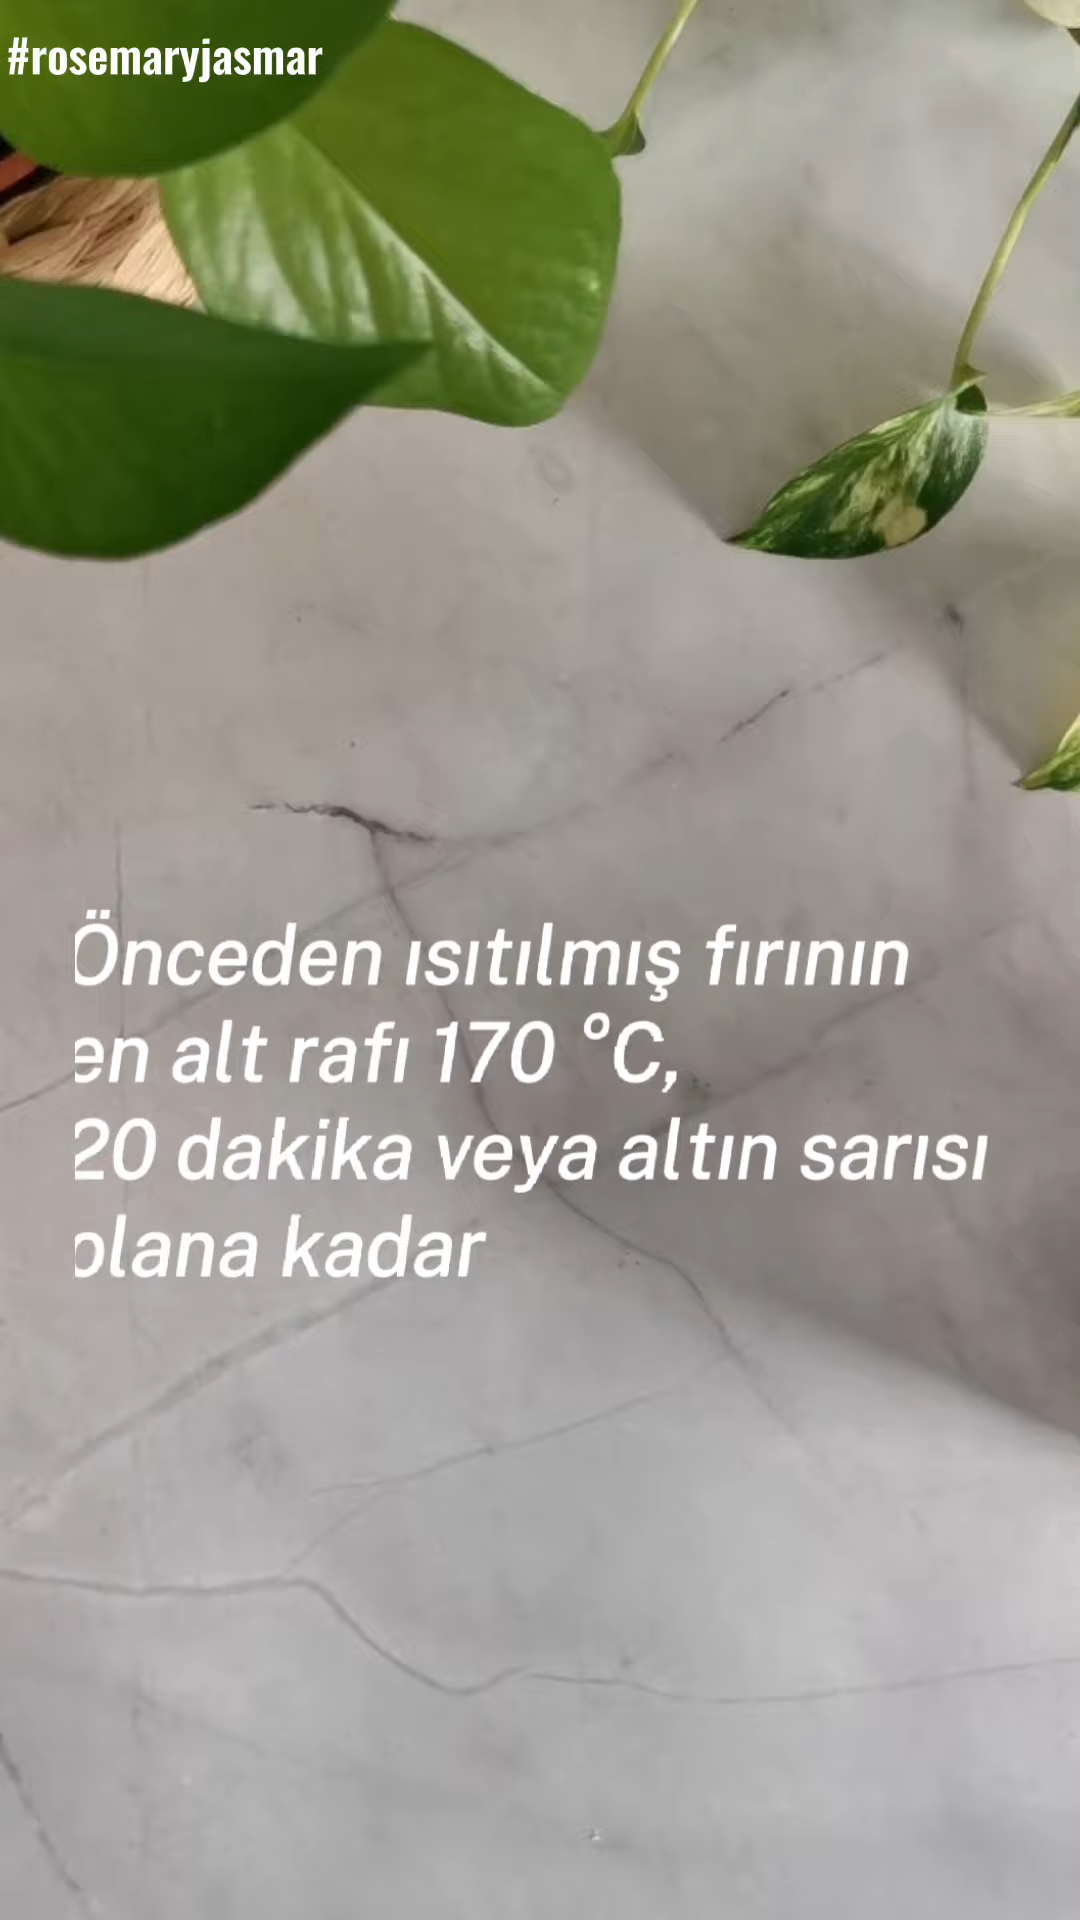 #rosemaryjasmar
Önceden ısıtılmış fırının
en alt rafı 170 °C,
20 dakika veya altın sarısı
olana kadar